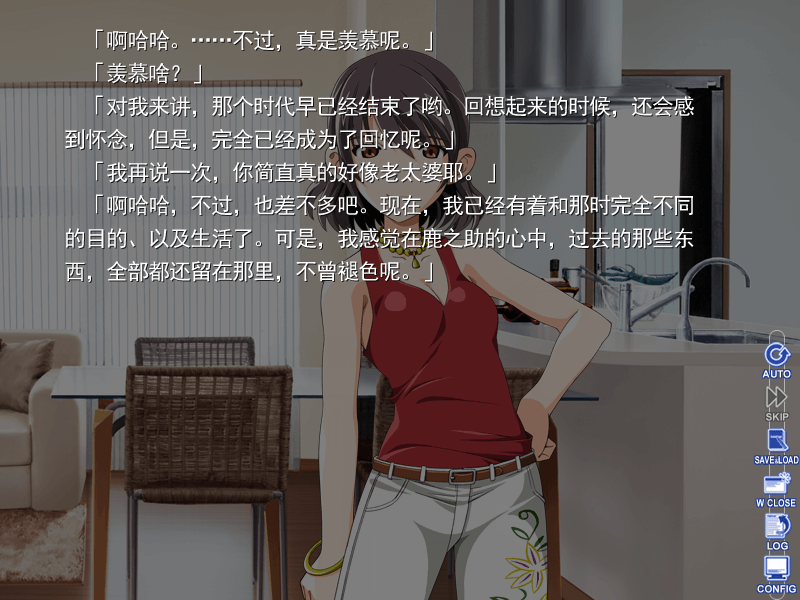 「啊哈哈。……不过，真是羡慕呢。」
「羡慕啥？」
「对我来讲，那个时代早已经结束了哟。回想起来的时候，还会感
到怀念，但是，完全已经成为了回忆呢。」
「我再说一次，你简直真的好像老太婆耶。」
「啊哈哈，不过，也差不多吧。现在，我已经有着和那时完全不同
的目的、以及生活了。可是，我感觉在鹿之助的心中，过去的那些东
西，全部都还留在那里，不曾褪色呢。」
AUTO
SKIP
SAVE&LOAD
W CLOSE
LOG
CONFIG